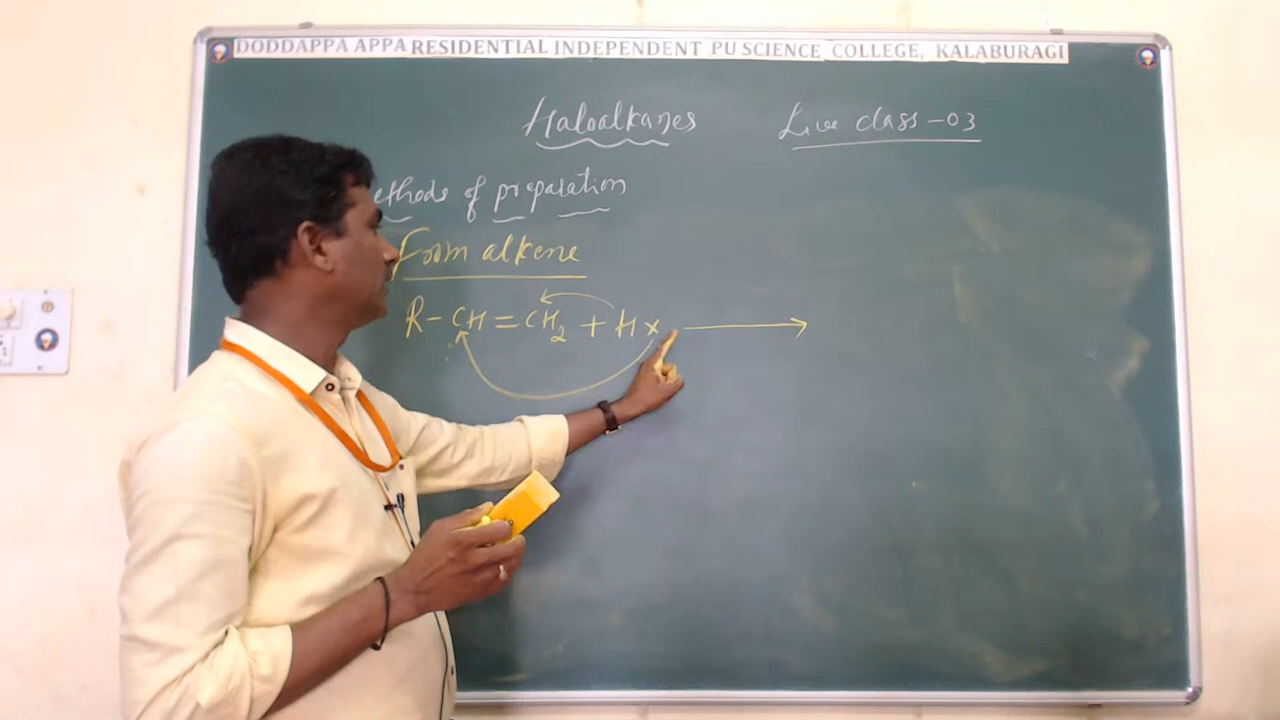 DODDAPPA APPA RESIDENTIAL INDEPENDENT PU SCIENCE COLLEGE, KALABURAGI
Haloalkanes Live class -03
ethods of preparation
From alkene
R - CH = CH2 + Hx ⟶